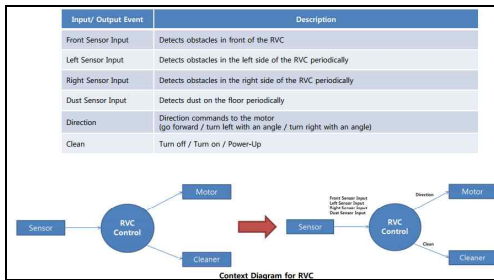 Input/ Output Event Description
Front Sensor Input Detects obstacles in front of the RVC
Left Sensor Input Detects obstacles in the left side of the RVC periodically
Right Sensor Input Detects obstacles in the right side of the RVC periodically
Dust Sensor Input Detects dust on the floor periodically
Direction Direction commands to the motor
(go forward / turn left with an angle / turn right with an angle)
Clean Turn off / Turn on / Power-Up
Sensor
RVC
Control
Motor
Cleaner
Sensor
Front Sensor Input
Left Sensor Input
Right Sensor Input
Dust Sensor Input
RVC
Control
Direction
Motor
Clean
Cleaner
Context Diagram for RVC